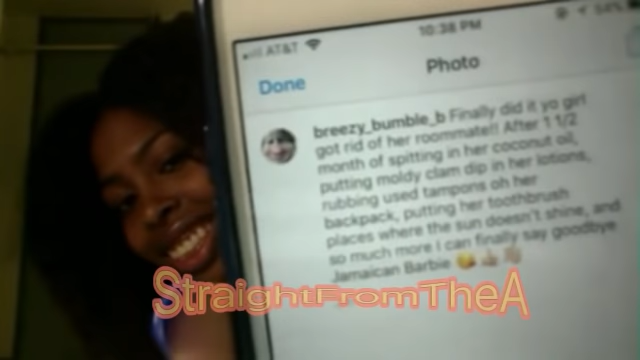 AT&T 10:38 PM 54%
Done Photo
breezy_bumble_b Finally did it yo girl
got rid of her roommate!! After 1 1/2
month of spitting in her coconut oil,
putting moldy clam dip in her lotions,
rubbing used tampons oh her
backpack, putting her toothbrush
places where the sun doesn't shine, and
so much more I can finally say goodbye
Jamaican Barbie
StraightFromTheA